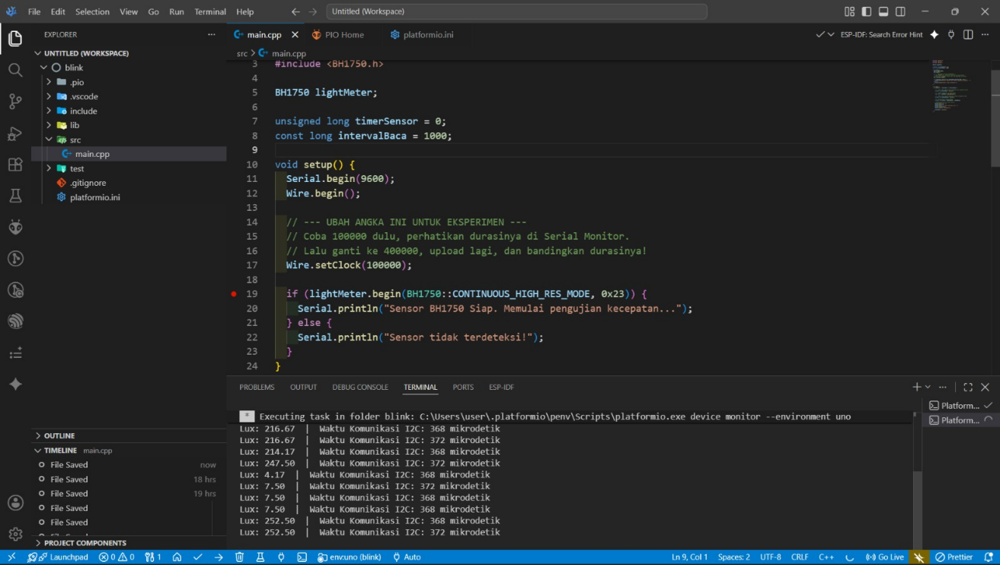 File Edit Selection View Go Run Terminal Help Untitled (Workspace)
EXPLORER
UNTITLED (WORKSPACE)
blink
.pio
.vscode
include
lib
src
main.cpp
test
.gitignore
platformio.ini
OUTLINE
TIMELINE main.cpp
File Saved now
File Saved 18 hrs
File Saved 19 hrs
File Saved
File Saved
PROJECT COMPONENTS
main.cpp PIO Home platformio.ini
ESP-IDF: Search Error Hint
src > main.cpp
3 #include <BH1750.h>
4
5 BH1750 lightMeter;
6
7 unsigned long timerSensor = 0;
8 const long intervalBaca = 1000;
9
10 void setup() {
11 Serial.begin(9600);
12 Wire.begin();
13
14 // --- UBAH ANGKA INI UNTUK EKSPERIMEN ---
15 // Coba 100000 dulu, perhatikan durasinya di Serial Monitor.
16 // Lalu ganti ke 400000, upload lagi, dan bandingkan durasinya!
17 Wire.setClock(100000);
18
19 if (lightMeter.begin(BH1750::CONTINUOUS_HIGH_RES_MODE, 0x23)) {
20 Serial.println("Sensor BH1750 Siap. Memulai pengujian kecepatan...");
21 } else {
22 Serial.println("Sensor tidak terdeteksi!");
23 }
24 }
PROBLEMS OUTPUT DEBUG CONSOLE TERMINAL PORTS ESP-IDF
* Executing task in folder blink: C:\Users\user\.platformio\penv\Scripts\platformio.exe device monitor --environment uno
Lux: 216.67 | Waktu Komunikasi I2C: 368 mikrodetik
Lux: 216.67 | Waktu Komunikasi I2C: 372 mikrodetik
Lux: 214.17 | Waktu Komunikasi I2C: 368 mikrodetik
Lux: 247.50 | Waktu Komunikasi I2C: 372 mikrodetik
Lux: 4.17 | Waktu Komunikasi I2C: 368 mikrodetik
Lux: 7.50 | Waktu Komunikasi I2C: 372 mikrodetik
Lux: 7.50 | Waktu Komunikasi I2C: 368 mikrodetik
Lux: 7.50 | Waktu Komunikasi I2C: 368 mikrodetik
Lux: 252.50 | Waktu Komunikasi I2C: 368 mikrodetik
Lux: 252.50 | Waktu Komunikasi I2C: 372 mikrodetik
Platform...
Platform...
Launchpad 0 0 1 env:uno (blink) Auto Ln 9, Col 1 Spaces: 2 UTF-8 CRLF C++ Go Live Prettier